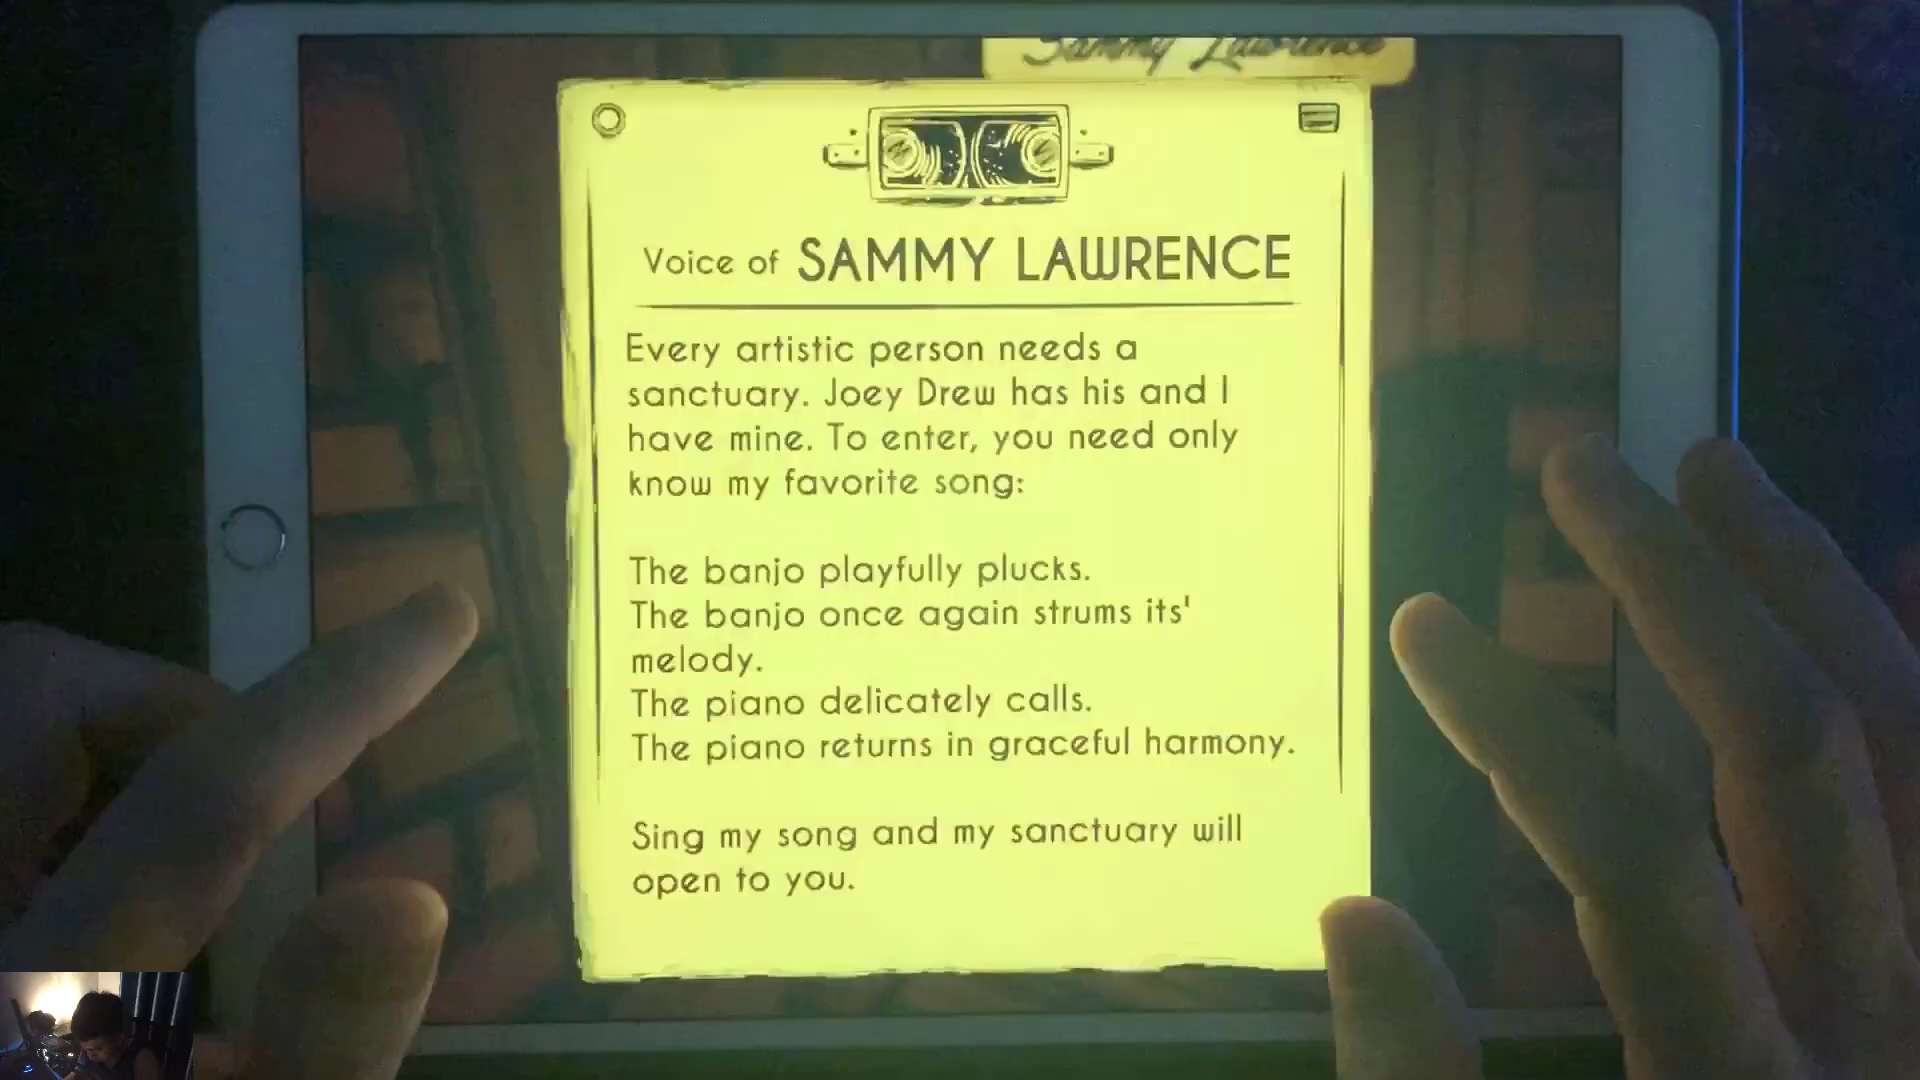 Sammy Lawrence
Voice of SAMMY LAWRENCE
Every artistic person needs a
sanctuary. Joey Drew has his and I
have mine. To enter, you need only
know my favorite song:
The banjo playfully plucks.
The banjo once again strums its'
melody.
The piano delicately calls.
The piano returns in graceful harmony.
Sing my song and my sanctuary will
open to you.